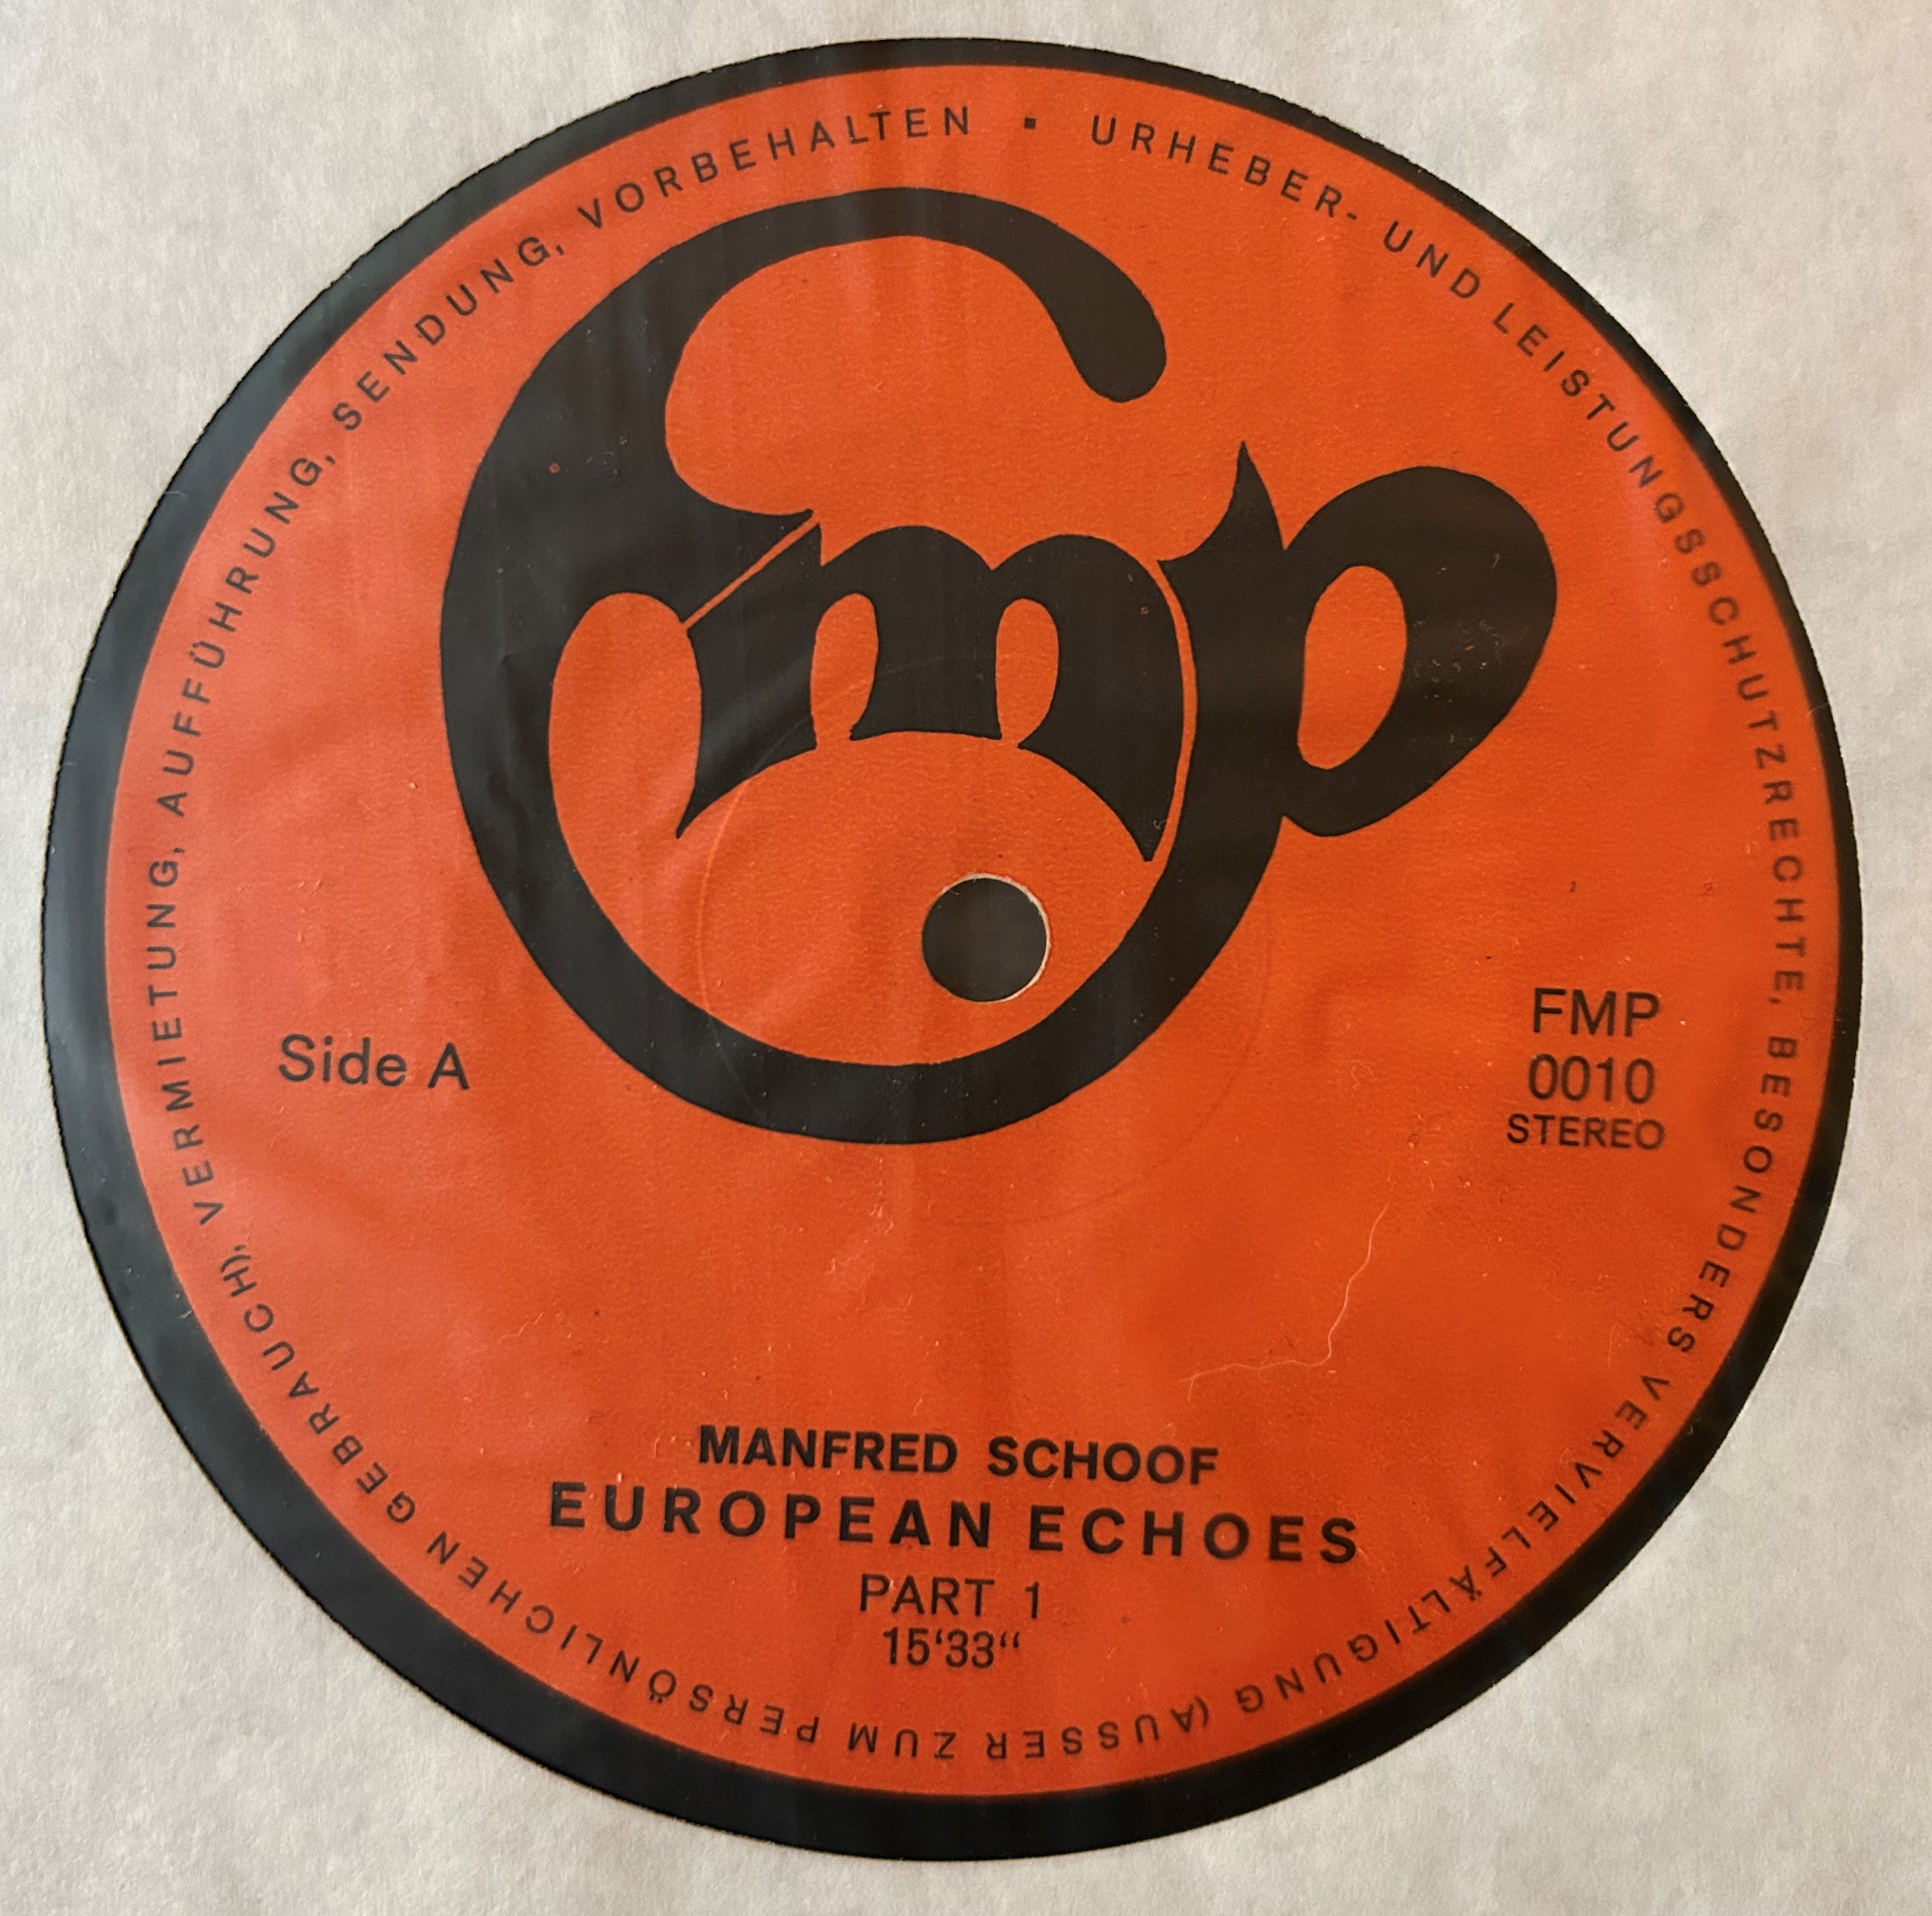 URHEBER- UND LEISTUNGSSCHUTZRECHTE, BESONDERS VERVIELFÄLTIGUNG (AUSSER ZUM PERSÖNLICHEN GEBRAUCH), VERMIETUNG, AUFFÜHRUNG, SENDUNG, VORBEHALTEN ▪
fmp
Side A
FMP
0010
STEREO
MANFRED SCHOOF
EUROPEAN ECHOES
PART 1
15‘33“